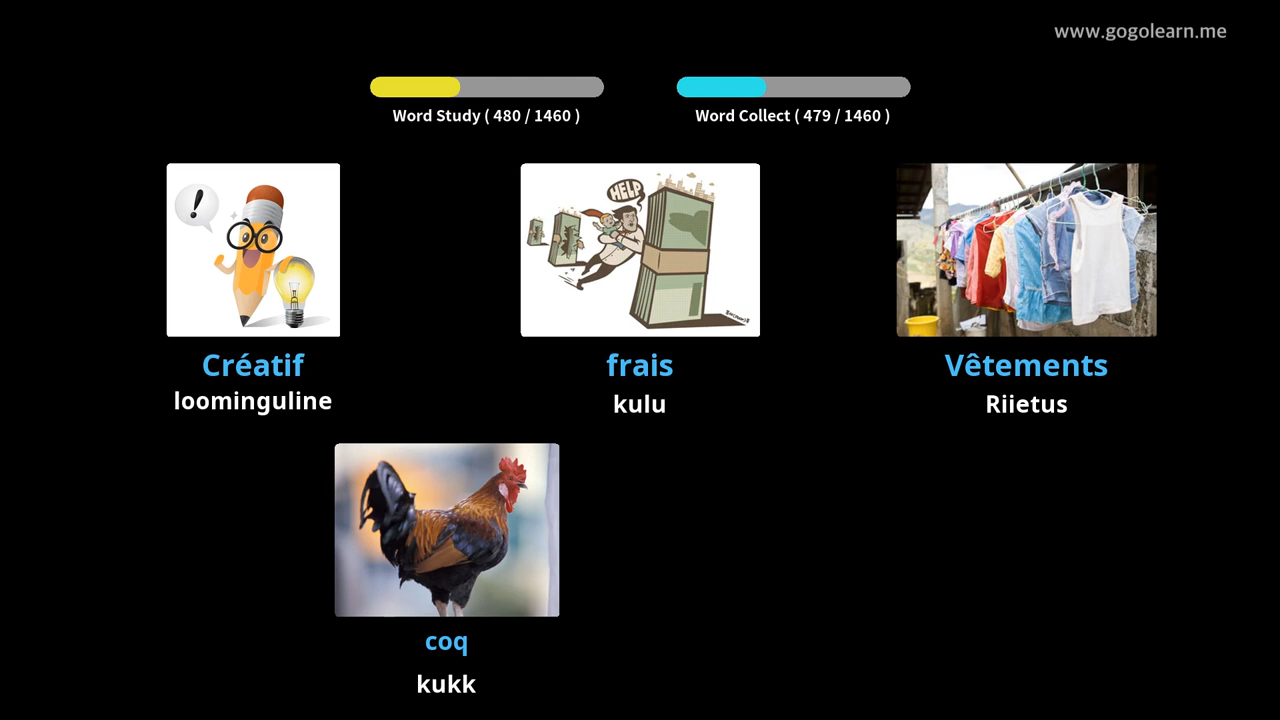 www.gogolearn.me
Word Study ( 480 / 1460 )
Word Collect ( 479 / 1460 )
!
HELP
Créatif
loominguline
frais
kulu
Vêtements
Riietus
coq
kukk